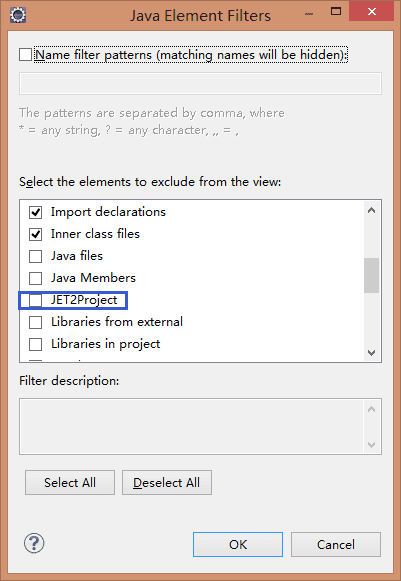 Java Element Filters
Name filter patterns (matching names will be hidden):
The patterns are separated by comma, where
* = any string, ? = any character, ,, = ,
Select the elements to exclude from the view:
Import declarations
Inner class files
Java files
Java Members
JET2Project
Libraries from external
Libraries in project
Filter description:
Select All
Deselect All
?
OK
Cancel